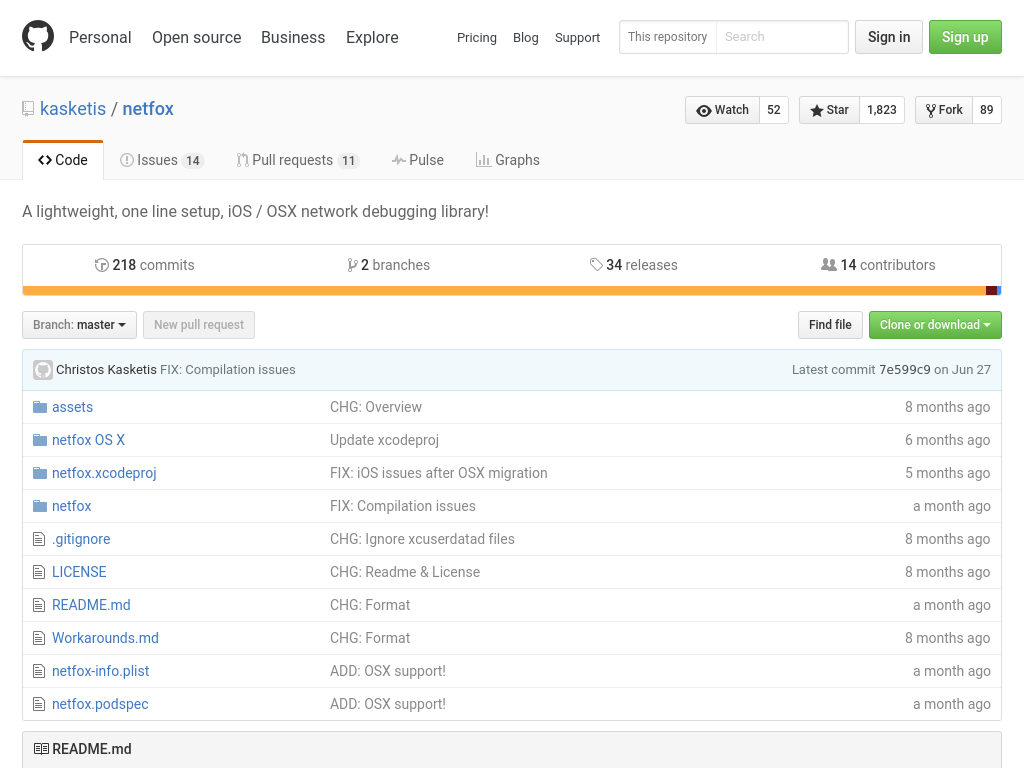 Personal Open source Business Explore Pricing Blog Support This repository Search Sign in Sign up
kasketis / netfox Watch 52 Star 1,823 Fork 89
Code Issues 14 Pull requests 11 Pulse Graphs
A lightweight, one line setup, iOS / OSX network debugging library!
218 commits 2 branches 34 releases 14 contributors
Branch: master New pull request Find file Clone or download
Christos Kasketis FIX: Compilation issues Latest commit 7e599c9 on Jun 27
assets CHG: Overview 8 months ago
netfox OS X Update xcodeproj 6 months ago
netfox.xcodeproj FIX: iOS issues after OSX migration 5 months ago
netfox FIX: Compilation issues a month ago
.gitignore CHG: Ignore xcuserdatad files 8 months ago
LICENSE CHG: Readme & License 8 months ago
README.md CHG: Format a month ago
Workarounds.md CHG: Format 8 months ago
netfox-info.plist ADD: OSX support! a month ago
netfox.podspec ADD: OSX support! a month ago
README.md